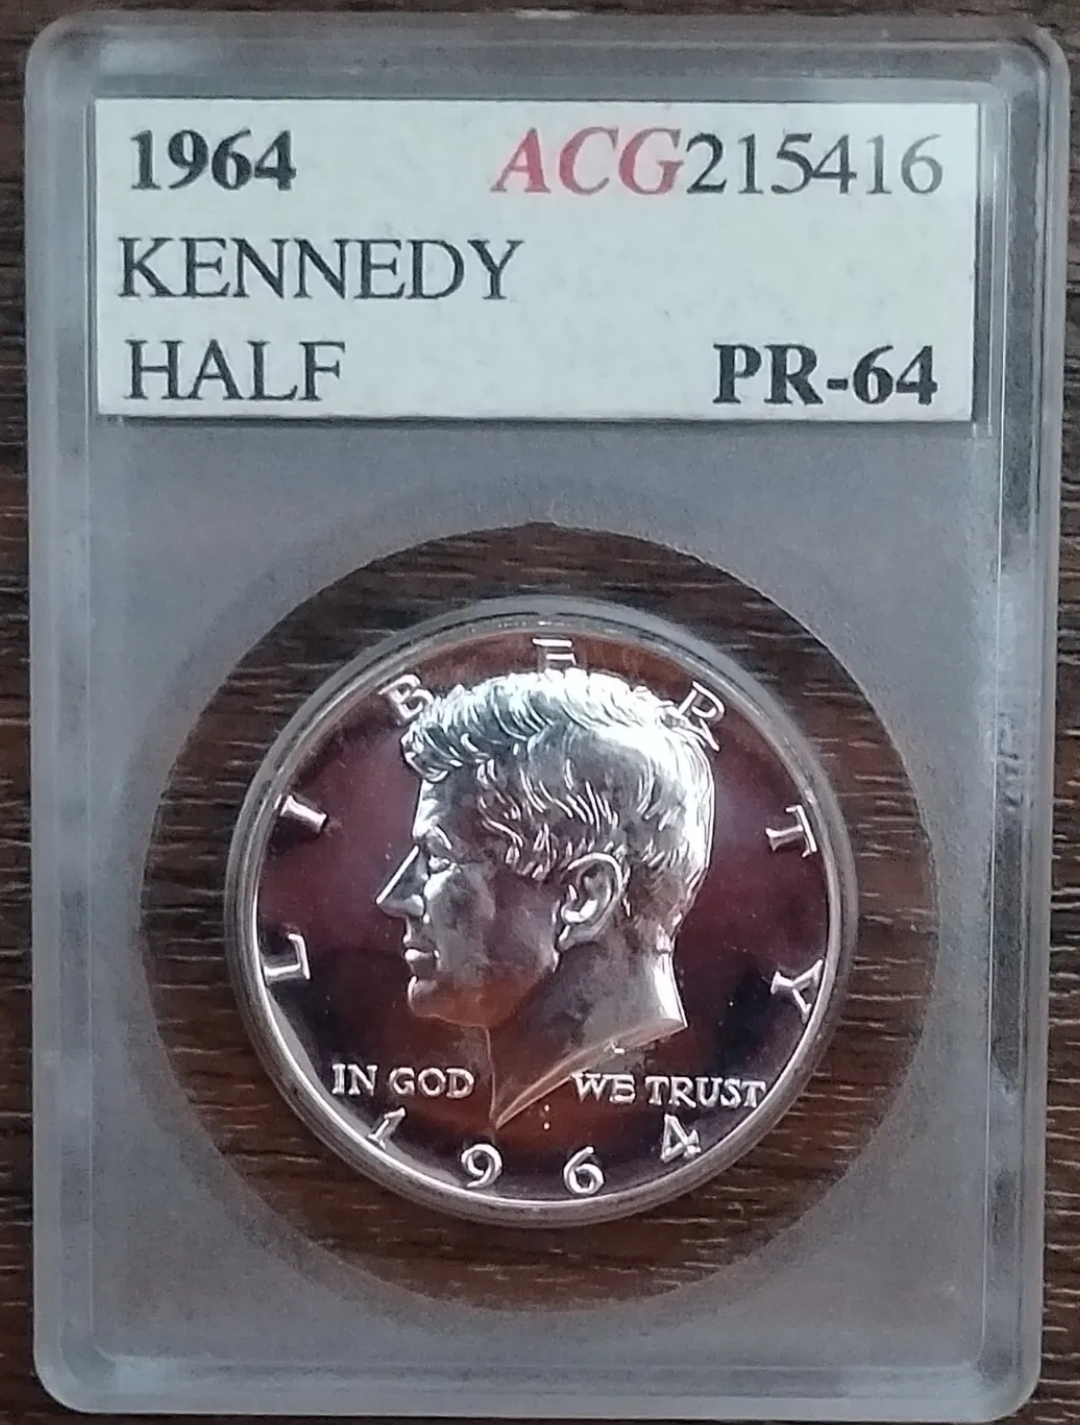 1964 ACG215416
KENNEDY
HALF PR-64
LIBERTY
IN GOD WE TRUST
1964